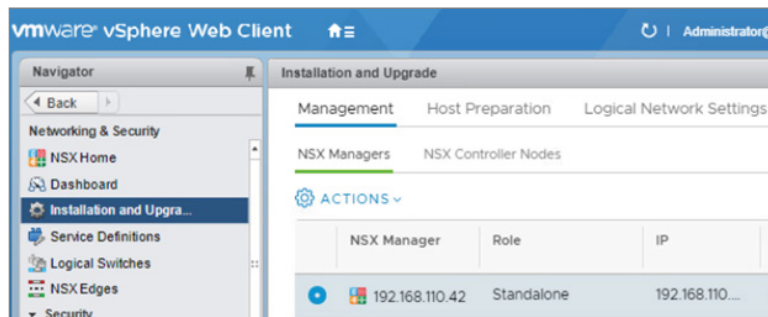 vmware® vSphere Web Client
Administrator@
Navigator
Back
Networking & Security
NSX Home
Dashboard
Installation and Upgra...
Service Definitions
Logical Switches
NSX Edges
Security
Installation and Upgrade
Management Host Preparation Logical Network Settings
NSX Managers NSX Controller Nodes
ACTIONS
NSX Manager Role IP
192.168.110.42 Standalone 192.168.110....